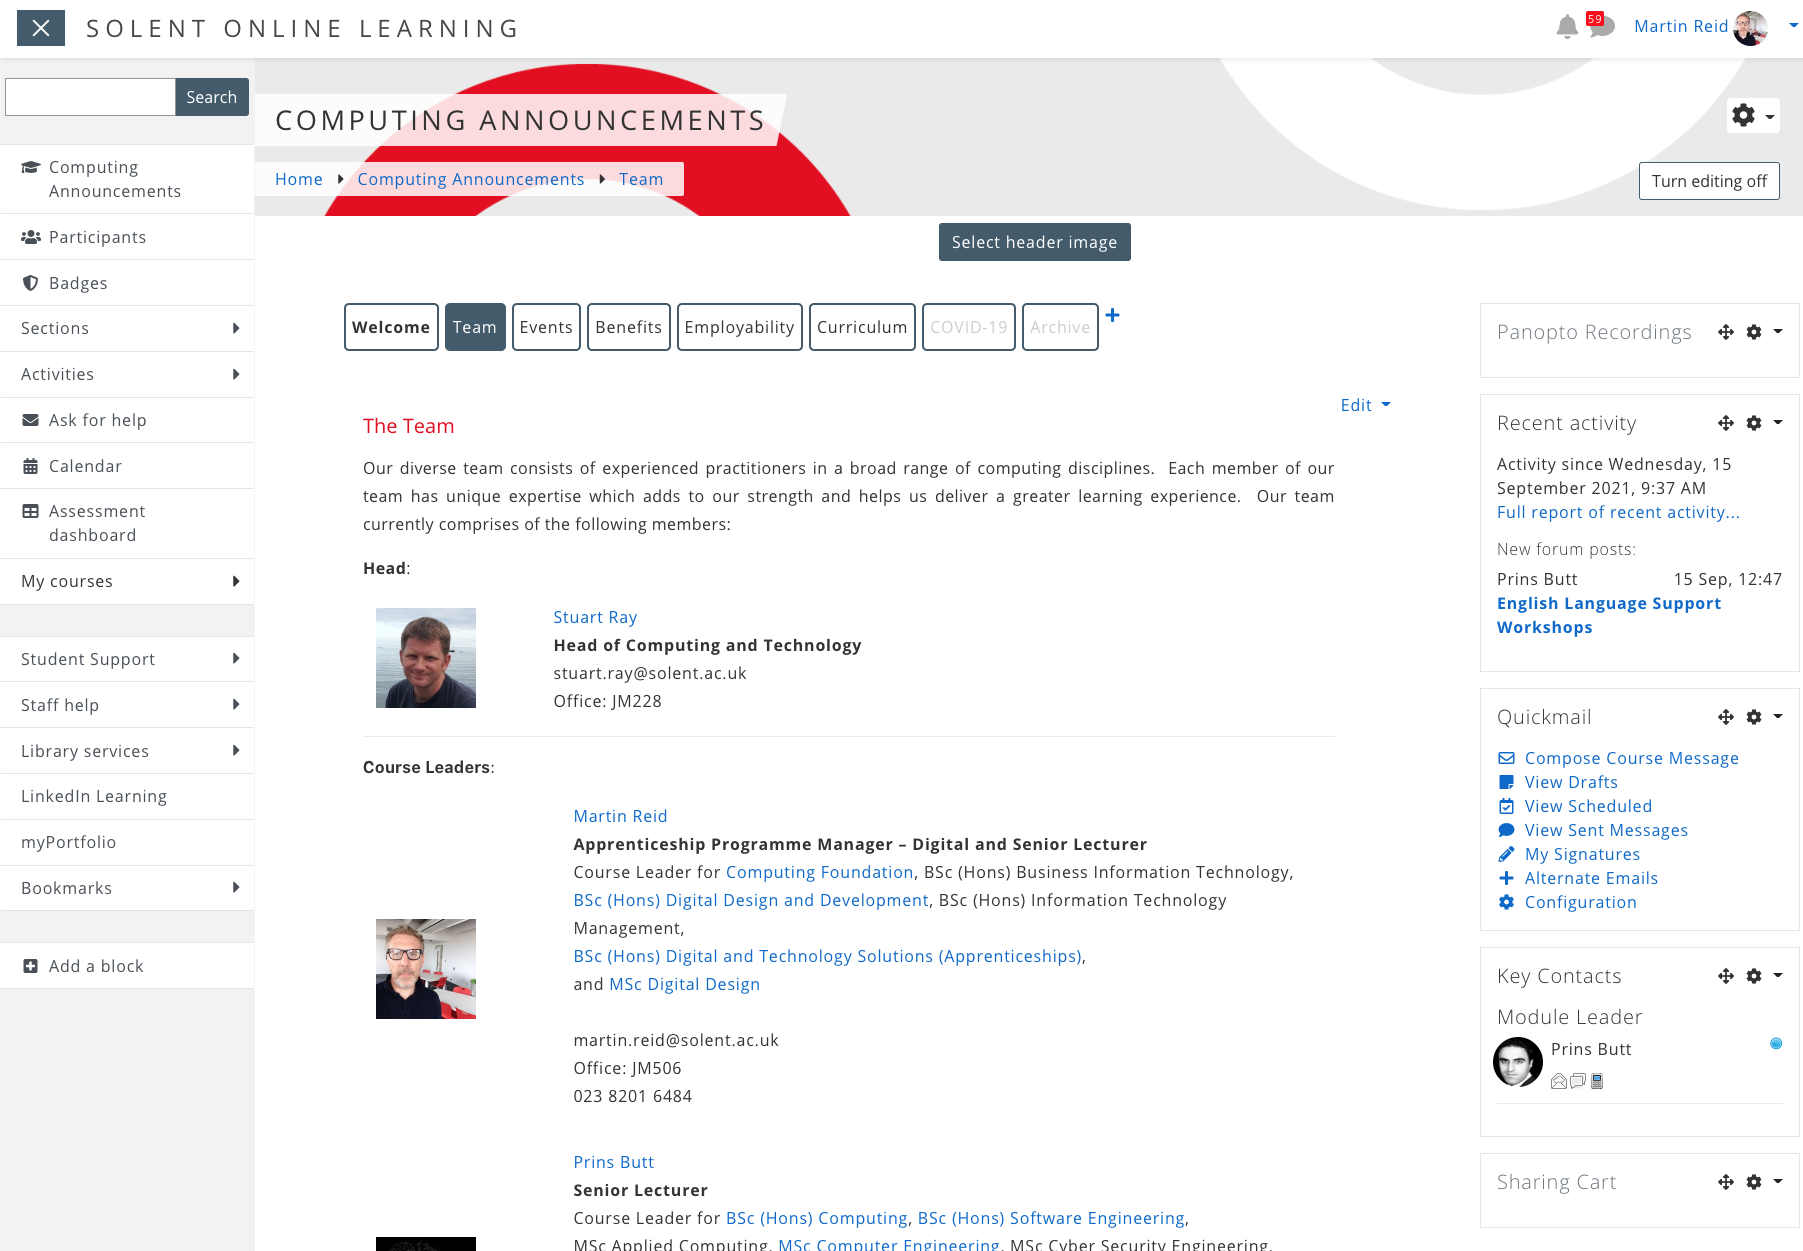 SOLENT ONLINE LEARNING
59
Martin Reid
Search
Computing
Announcements
Participants
Badges
Sections
Activities
Ask for help
Calendar
Assessment
dashboard
My courses
Student Support
Staff help
Library services
LinkedIn Learning
myPortfolio
Bookmarks
Add a block
COMPUTING ANNOUNCEMENTS
Home Computing Announcements Team
Turn editing off
Select header image
Welcome Team Events Benefits Employability Curriculum COVID-19 Archive
Edit
The Team
Our diverse team consists of experienced practitioners in a broad range of computing disciplines. Each member of our
team has unique expertise which adds to our strength and helps us deliver a greater learning experience. Our team
currently comprises of the following members:
Head:
Stuart Ray
Head of Computing and Technology
stuart.ray@solent.ac.uk
Office: JM228
Course Leaders:
Martin Reid
Apprenticeship Programme Manager – Digital and Senior Lecturer
Course Leader for Computing Foundation, BSc (Hons) Business Information Technology,
BSc (Hons) Digital Design and Development, BSc (Hons) Information Technology
Management,
BSc (Hons) Digital and Technology Solutions (Apprenticeships),
and MSc Digital Design
martin.reid@solent.ac.uk
Office: JM506
023 8201 6484
Prins Butt
Senior Lecturer
Course Leader for BSc (Hons) Computing, BSc (Hons) Software Engineering,
MSc Applied Computing, MSc Computer Engineering, MSc Cyber Security Engineering,
Panopto Recordings
Recent activity
Activity since Wednesday, 15
September 2021, 9:37 AM
Full report of recent activity...
New forum posts:
Prins Butt 15 Sep, 12:47
English Language Support
Workshops
Quickmail
Compose Course Message
View Drafts
View Scheduled
View Sent Messages
My Signatures
Alternate Emails
Configuration
Key Contacts
Module Leader
Prins Butt
Sharing Cart